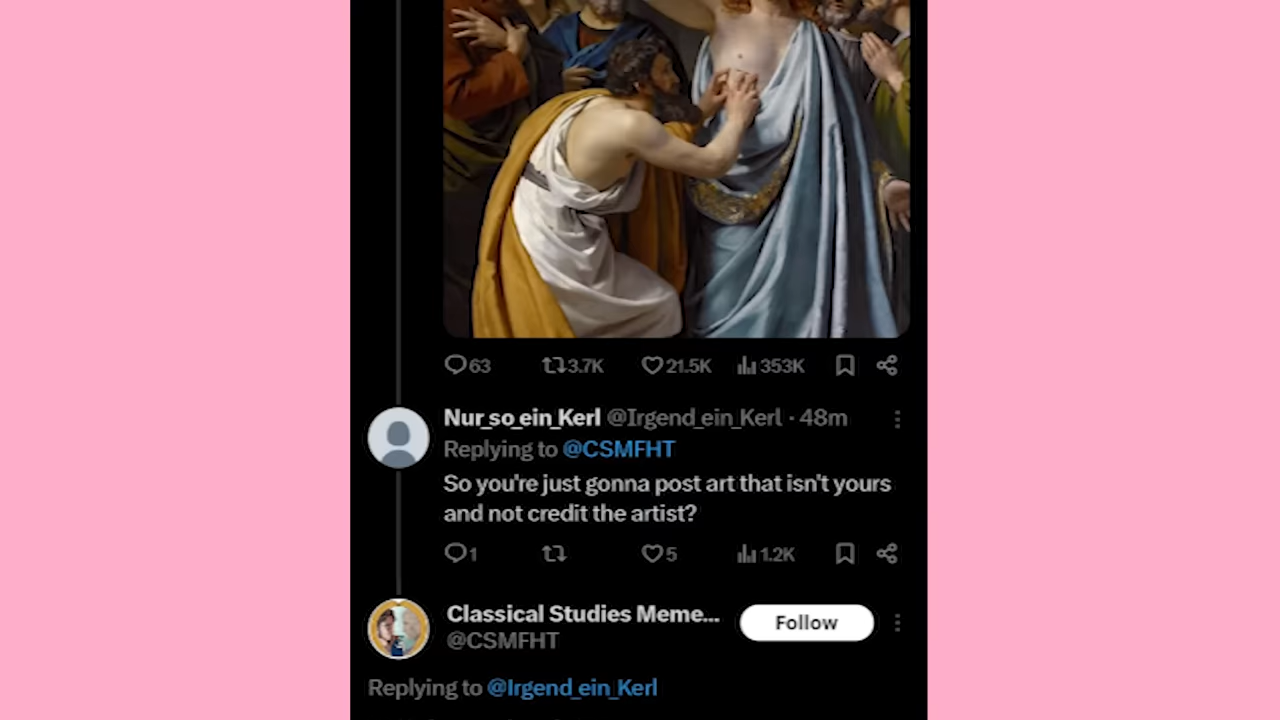 63 3.7K 21.5K 353K
Nur_so_ein_Kerl @Irgend_ein_Kerl · 48m
Replying to @CSMFHT
So you're just gonna post art that isn't yours
and not credit the artist?
1 5 1.2K
Classical Studies Meme...
Follow
@CSMFHT
Replying to @Irgend_ein_Kerl